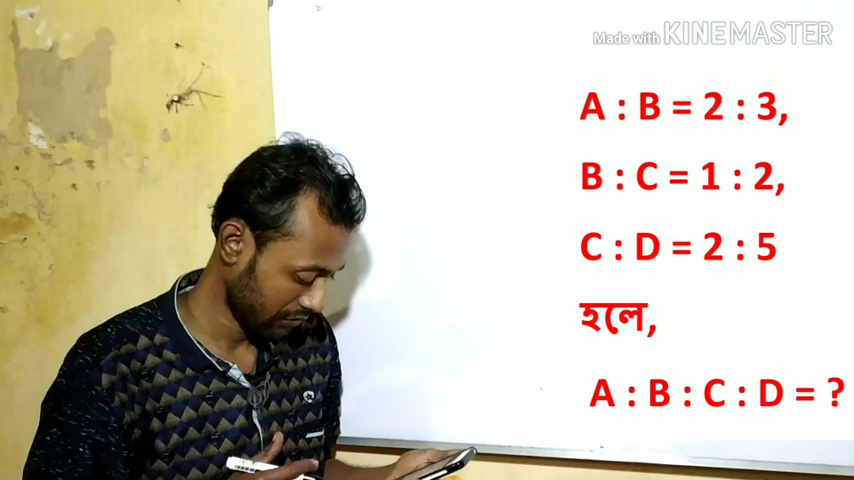 Made with KINEMASTER
A : B = 2 : 3,
B : C = 1 : 2,
C : D = 2 : 5
হলে,
A : B : C : D = ?